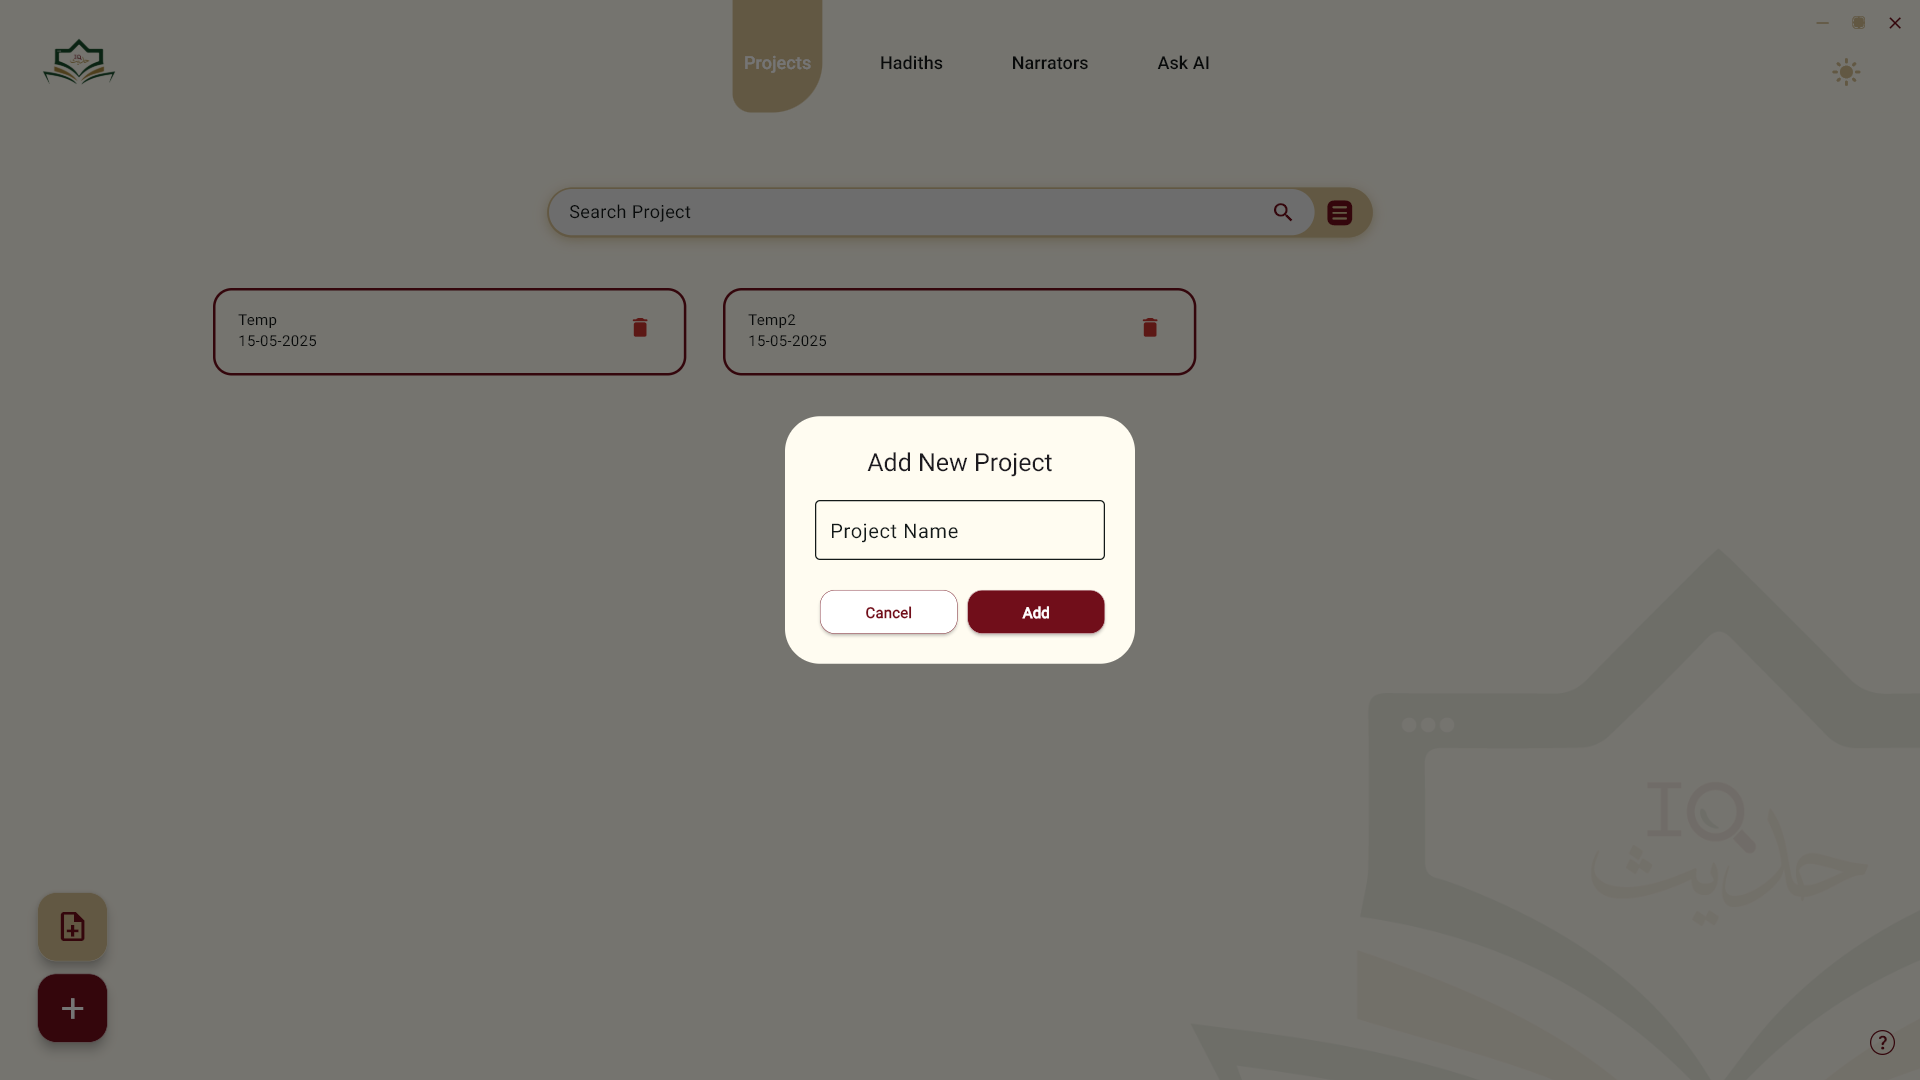 Projects
Hadiths
Narrators
Ask AI
Search Project
Temp
15-05-2025
Temp2
15-05-2025
Add New Project
Project Name
Cancel
Add
IQ
حديث
?